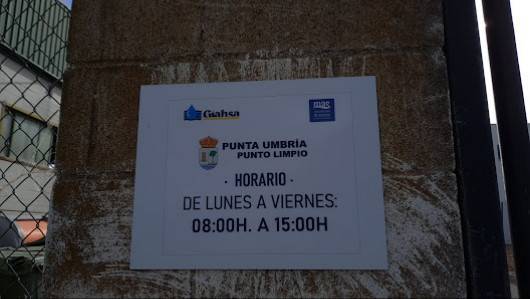 Giahsa
mas
PUNTA UMBRÍA
PUNTO LIMPIO
· HORARIO ·
DE LUNES A VIERNES:
08:00H. A 15:00H